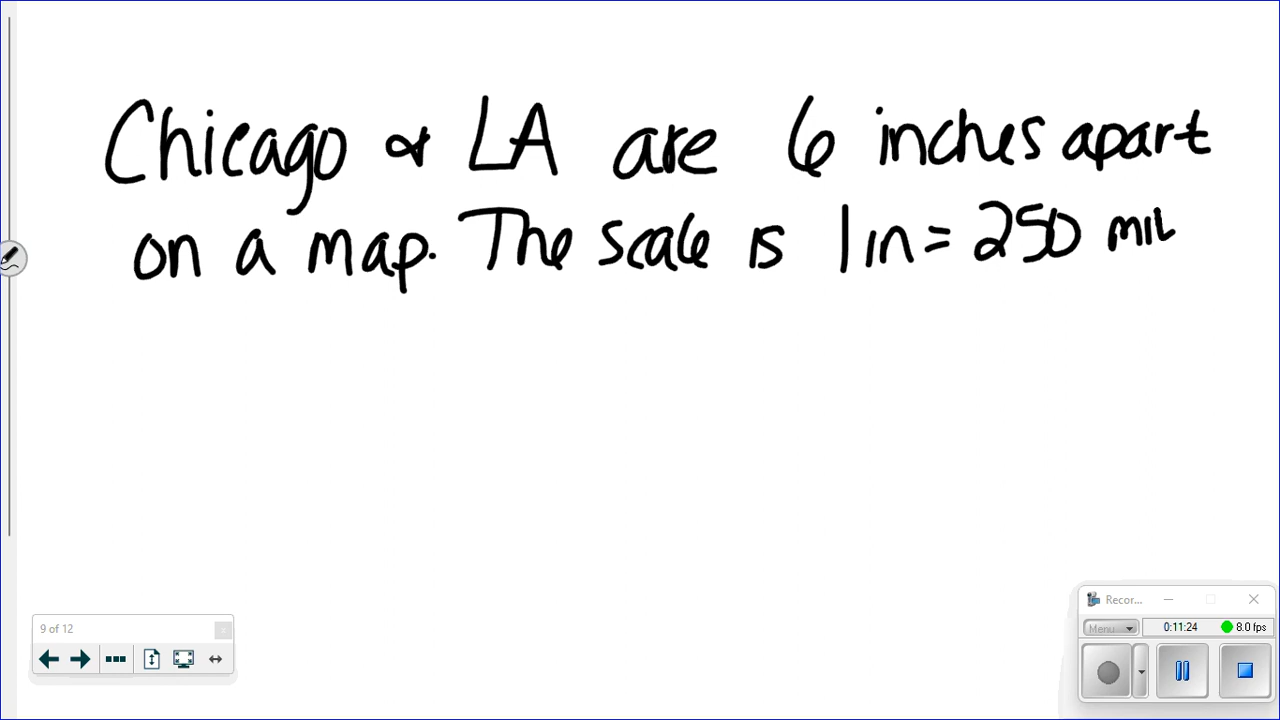 Chicago & LA are 6 inches apart
on a map. The scale is 1 in = 250 mil
9 of 12
Recor...
Menu
0:11:24
8.0 fps